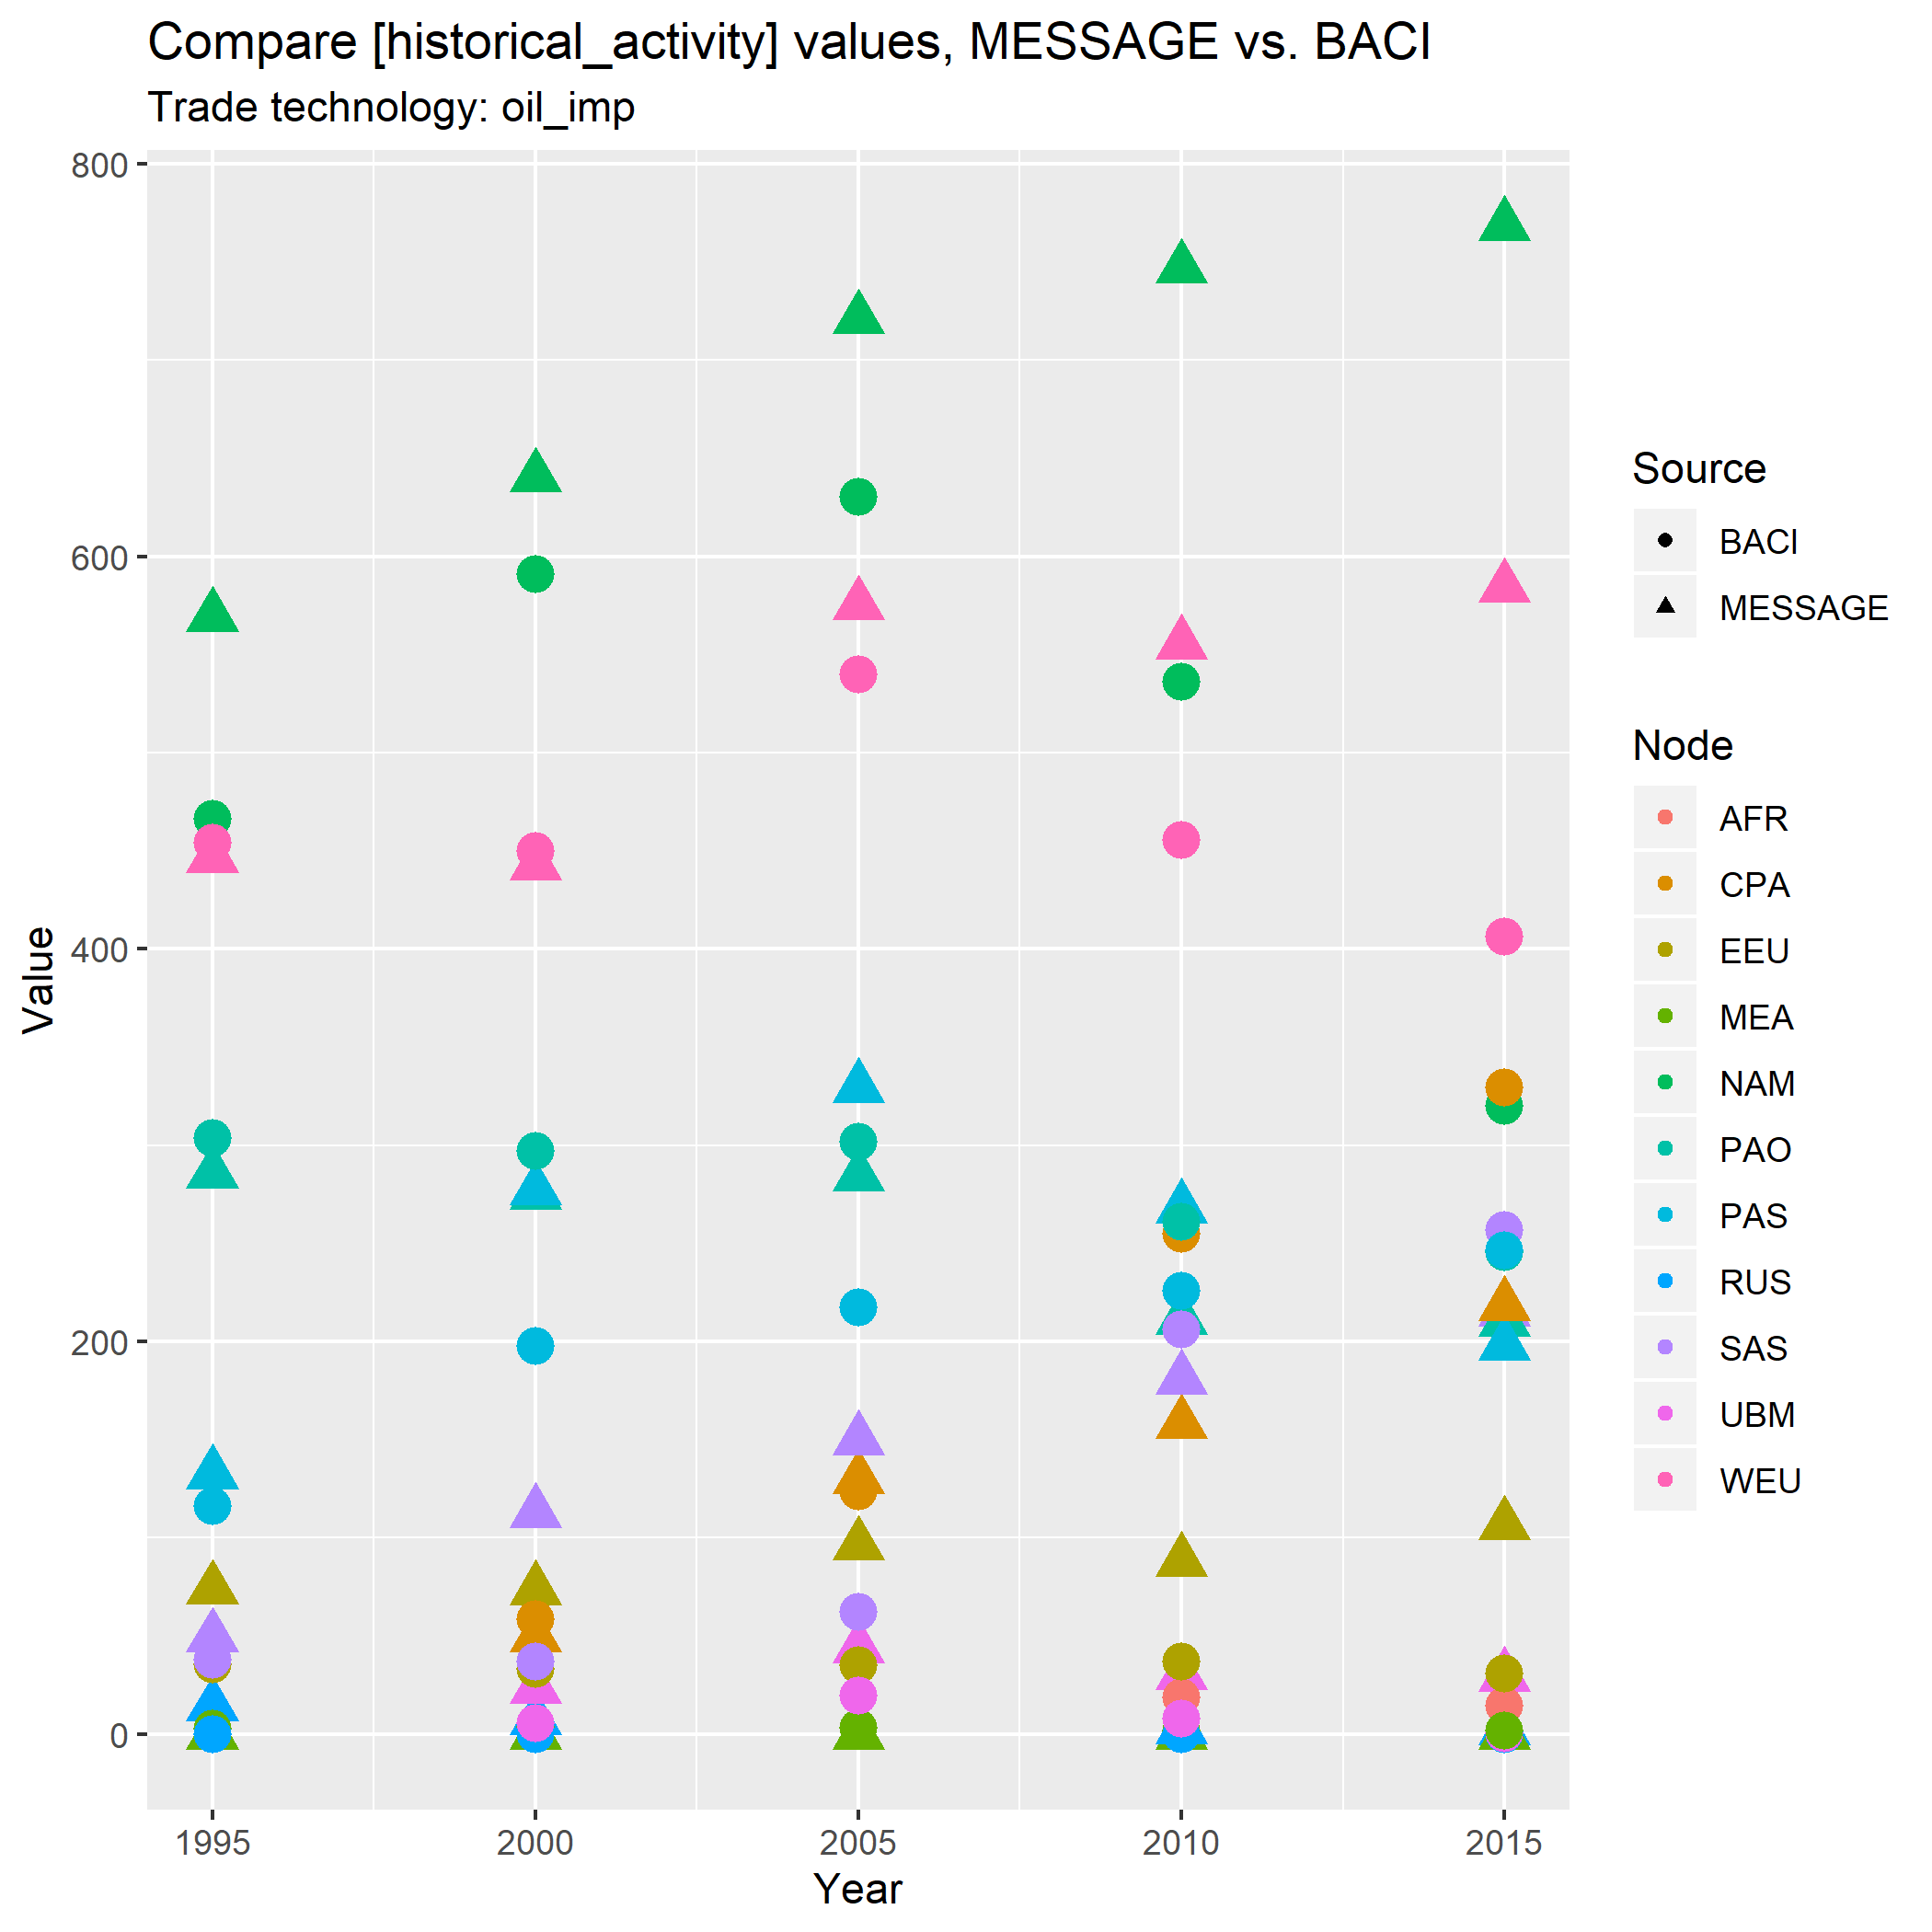 Compare [historical_activity] values, MESSAGE vs. BACI
Trade technology: oil_imp
800
600
400
200
0
Value
1995
2000
2005
2010
2015
Year
Source
BACI
MESSAGE
Node
AFR
CPA
EEU
MEA
NAM
PAO
PAS
RUS
SAS
UBM
WEU